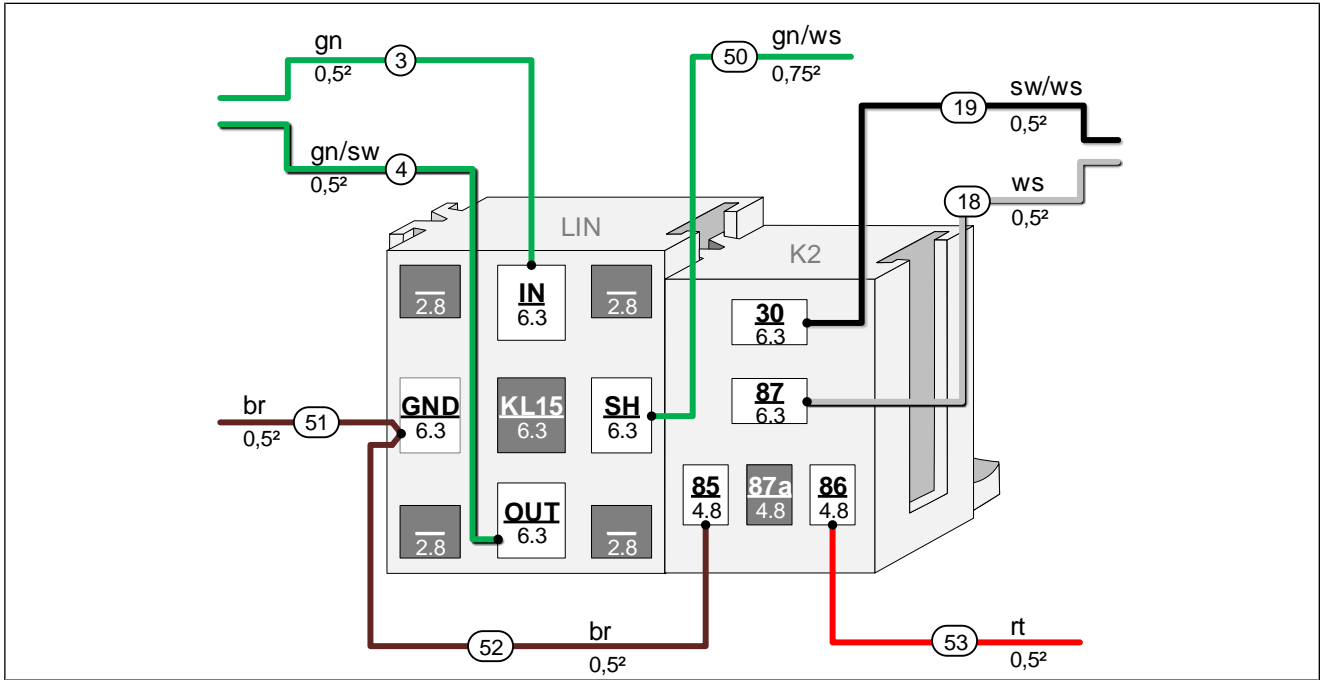 gn
3
0,5²
gn/sw
4
0,5²
50
gn/ws
0,75²
sw/ws
19
0,5²
ws
18
0,5²
LIN
K2
2.8
IN
6.3
2.8
30
6.3
GND
6.3
KL15
6.3
SH
6.3
87
6.3
br
51
0,5²
2.8
OUT
6.3
2.8
85
4.8
87a
4.8
86
4.8
52
br
0,5²
53
rt
0,5²